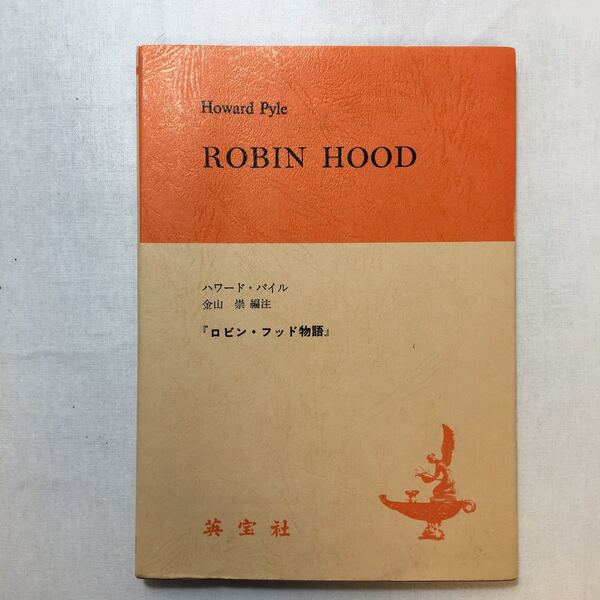 Howard Pyle
ROBIN HOOD
ハワード・パイル
金山 崇 編注
『ロビン・フッド物語』
英宝社